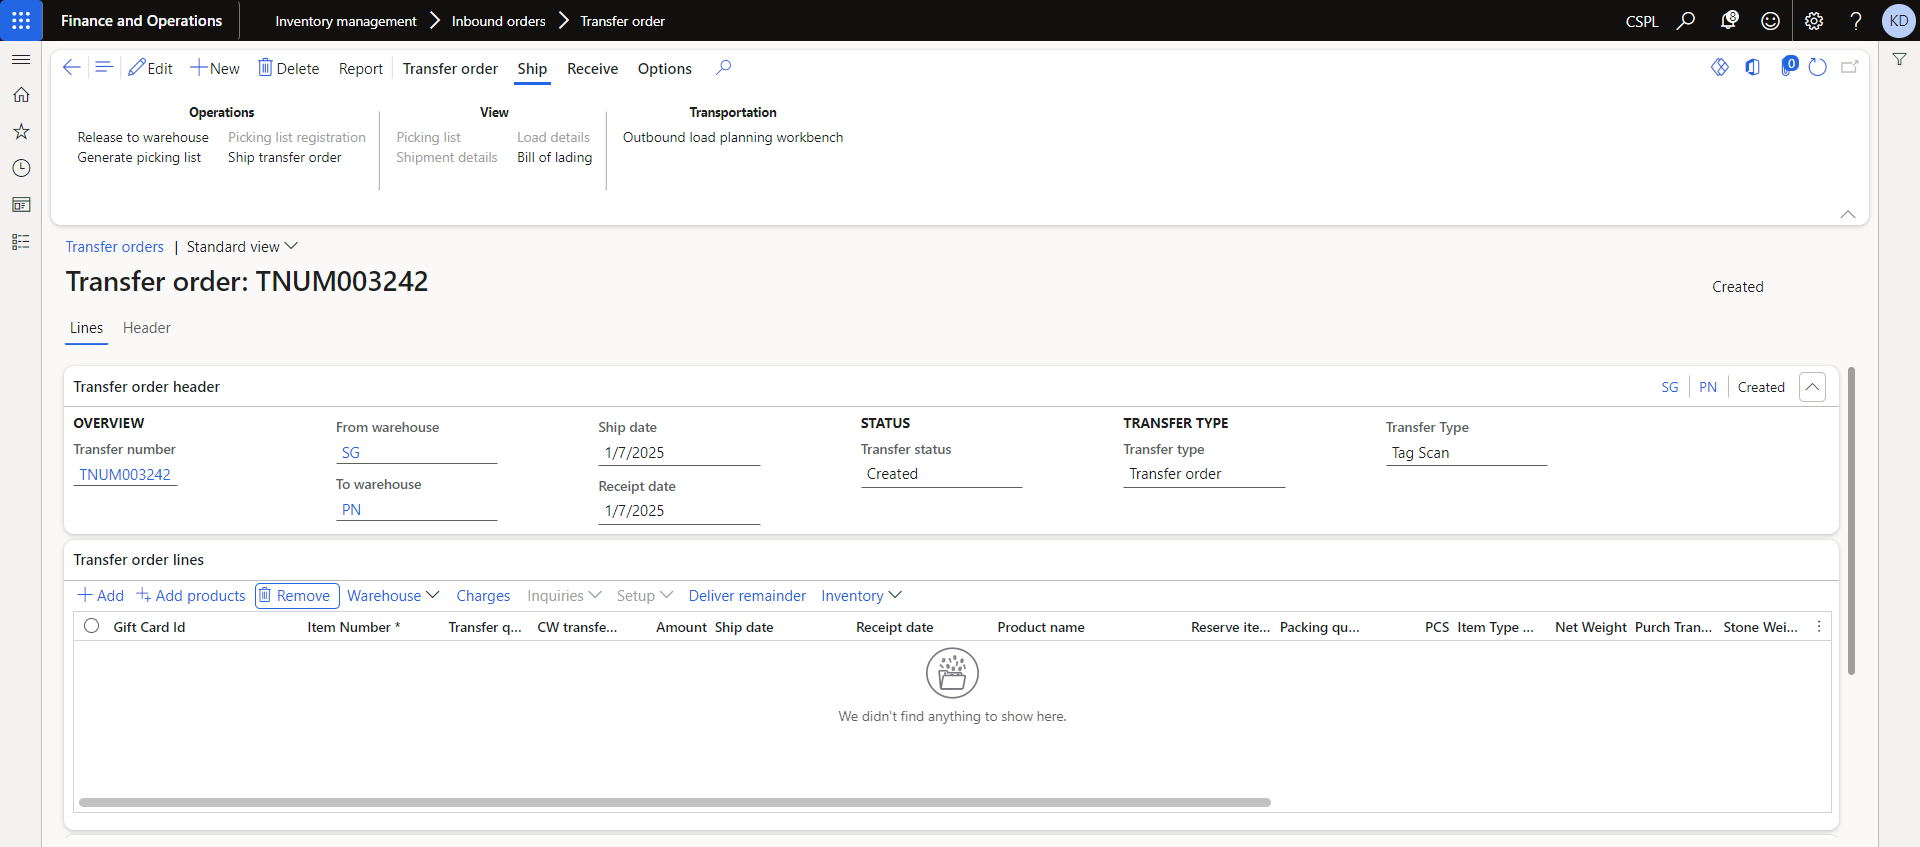 Finance and Operations
Inventory management > Inbound orders > Transfer order
CSPL
8
?
KD
Edit
New
Delete
Report
Transfer order
Ship
Receive
Options
0
Operations
View
Transportation
Release to warehouse
Picking list registration
Picking list
Load details
Outbound load planning workbench
Generate picking list
Ship transfer order
Shipment details
Bill of lading
Transfer orders | Standard view
Transfer order: TNUM003242
Created
Lines
Header
Transfer order header
SG
PN
Created
OVERVIEW
Transfer number
TNUM003242
From warehouse
SG
To warehouse
PN
Ship date
1/7/2025
Receipt date
1/7/2025
STATUS
Transfer status
Created
TRANSFER TYPE
Transfer type
Transfer order
Transfer Type
Tag Scan
Transfer order lines
Add
Add products
Remove
Warehouse
Charges
Inquiries
Setup
Deliver remainder
Inventory
Gift Card Id
Item Number *
Transfer q...
CW transfe...
Amount
Ship date
Receipt date
Product name
Reserve ite...
Packing qu...
PCS
Item Type ...
Net Weight
Purch Tran...
Stone Wei...
We didn't find anything to show here.